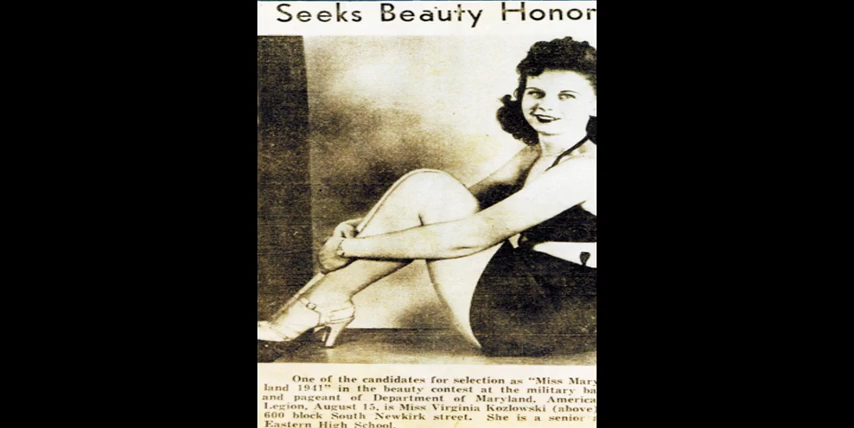 Seeks Beauty Honor
One of the candidates for selection as "Miss Mary
land 1941" in the beauty contest at the military ba
and pageant of Department of Maryland, America
Legion, August 15, is Miss Virginia Kozlowski (above)
600 block South Newkirk street. She is a senior a
Eastern High School.